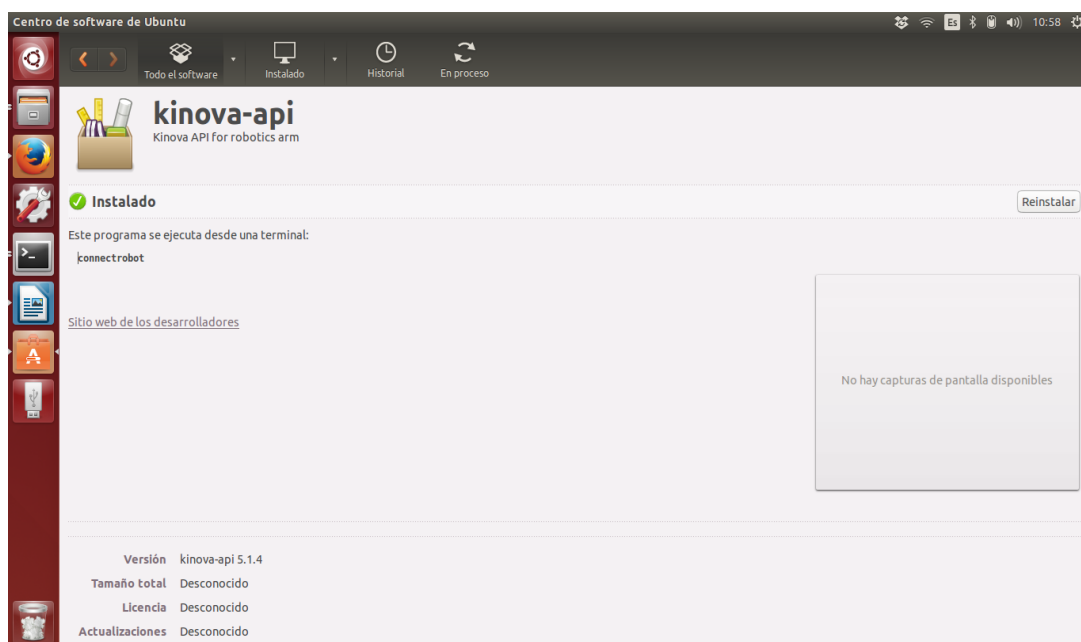 Centro de software de Ubuntu
Es
10:58
Todo el software
Instalado
Historial
En proceso
kinova-api
Kinova API for robotics arm
Instalado
Reinstalar
Este programa se ejecuta desde una terminal:
connectrobot
Sitio web de los desarrolladores
No hay capturas de pantalla disponibles
Versión kinova-api 5.1.4
Tamaño total Desconocido
Licencia Desconocido
Actualizaciones Desconocido